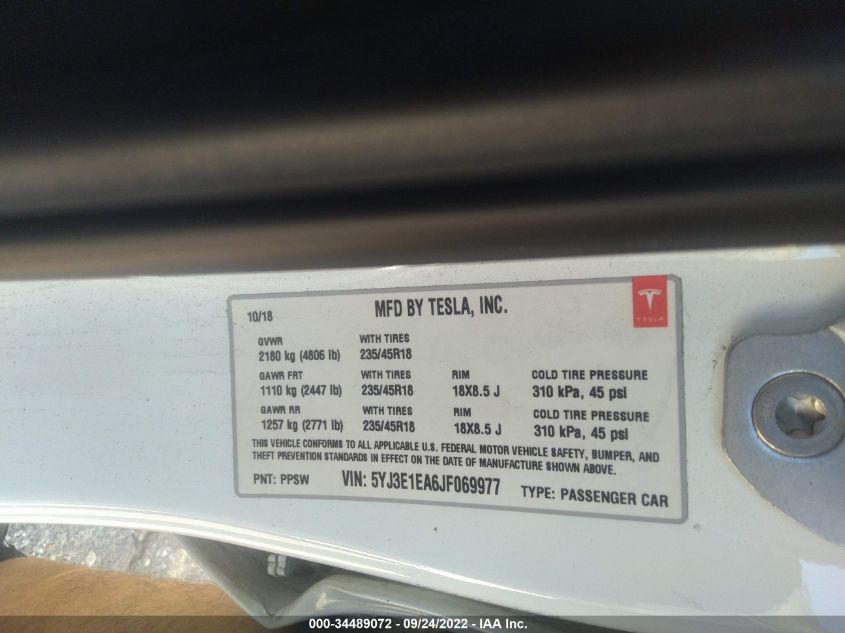 10/18
MFD BY TESLA, INC.
TESLA
GVWR WITH TIRES
2180 kg (4806 lb) 235/45R18
GAWR FRT WITH TIRES RIM COLD TIRE PRESSURE
1110 kg (2447 lb) 235/45R18 18X8.5 J 310 kPa, 45 psi
GAWR RR WITH TIRES RIM COLD TIRE PRESSURE
1257 kg (2771 lb) 235/45R18 18X8.5 J 310 kPa, 45 psi
THIS VEHICLE CONFORMS TO ALL APPLICABLE U.S. FEDERAL MOTOR VEHICLE SAFETY, BUMPER, AND
THEFT PREVENTION STANDARDS IN EFFECT ON THE DATE OF MANUFACTURE SHOWN ABOVE.
PNT: PPSW VIN: 5YJ3E1EA6JF069977 TYPE: PASSENGER CAR
000-34489072 - 09/24/2022 - IAA Inc.